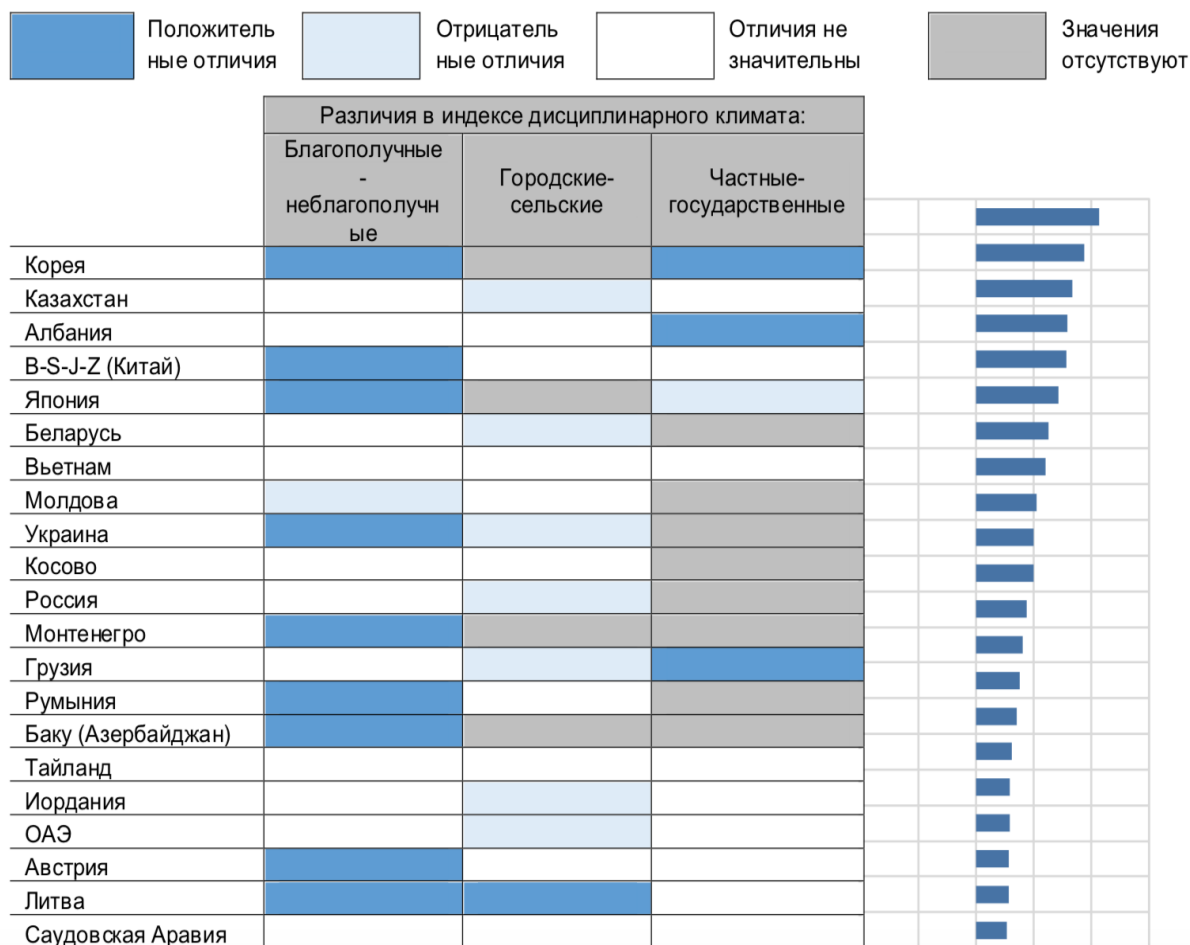 Положитель
ные отличия
Отрицатель
ные отличия
Отличия не
значительны
Значения
отсутствуют
Различия в индексе дисциплинарного климата:
Благополучные
-
неблагополучн
ые
Городские-
сельские
Частные-
государственные
Корея
Казахстан
Албания
B-S-J-Z (Китай)
Япония
Беларусь
Вьетнам
Молдова
Украина
Косово
Россия
Монтенегро
Грузия
Румыния
Баку (Азербайджан)
Тайланд
Иордания
ОАЭ
Австрия
Литва
Саудовская Аравия